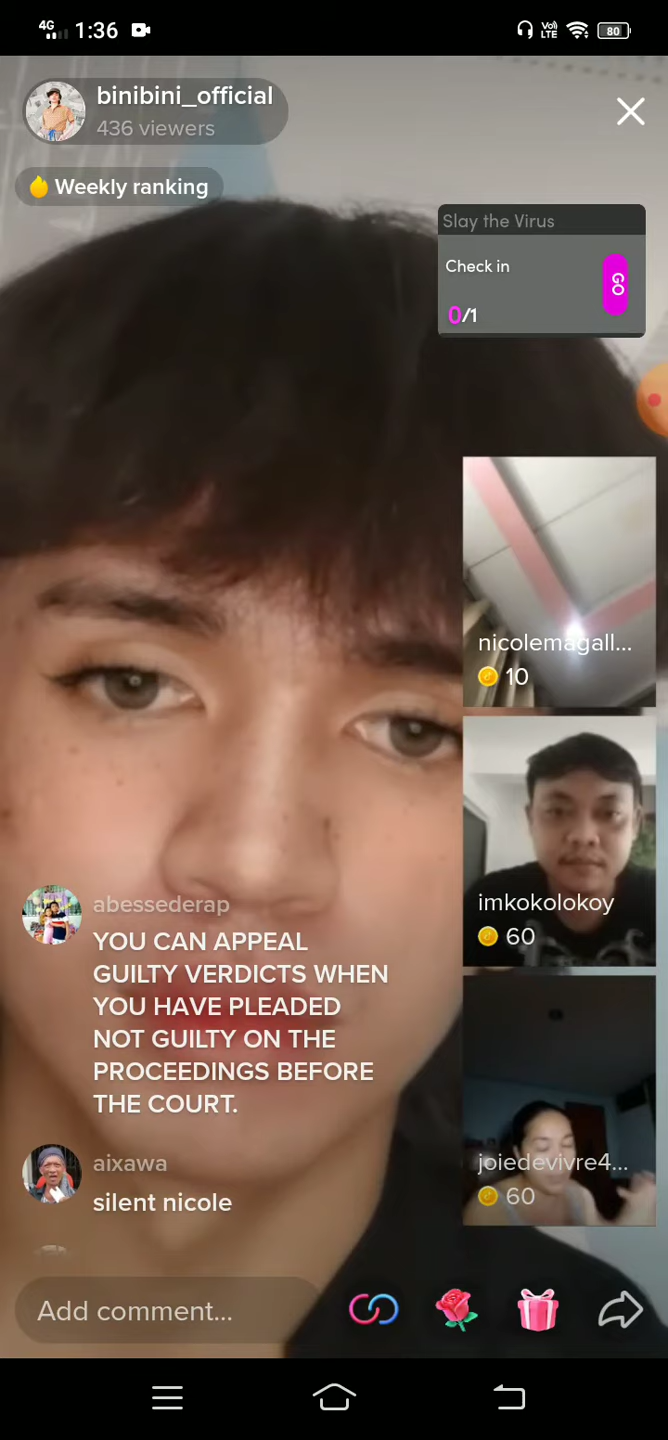 4G 1:36
Vo) LTE 80
binibini_official
436 viewers
Weekly ranking
Slay the Virus
Check in
GO
0/1
nicolemagall...
10
imkokolokoy
60
abessederap
YOU CAN APPEAL
GUILTY VERDICTS WHEN
YOU HAVE PLEADED
NOT GUILTY ON THE
PROCEEDINGS BEFORE
THE COURT.
joiedevivre4...
60
aixawa
silent nicole
Add comment...